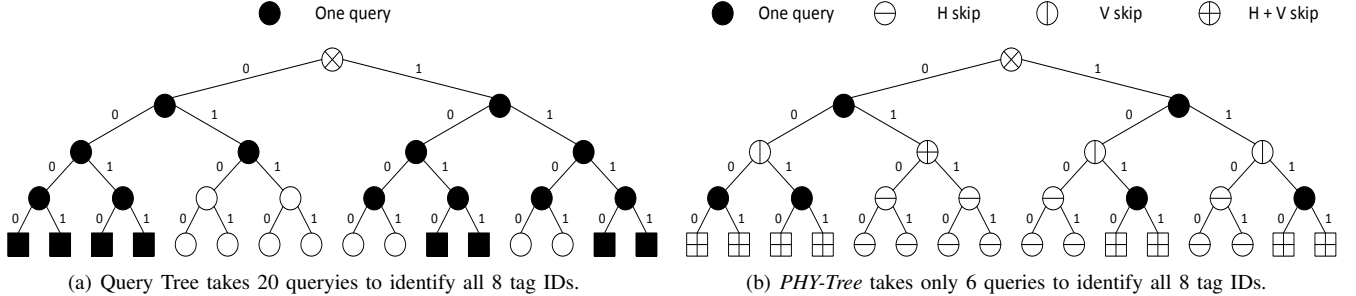 One query
0 1
0 1 0 1
0 1 0 1 0 1 0 1
0 1 0 1 0 1 0 1 0 1 0 1 0 1 0 1
(a) Query Tree takes 20 queryies to identify all 8 tag IDs.
One query H skip V skip H + V skip
0 1
0 1 0 1
0 1 0 1 0 1 0 1
0 1 0 1 0 1 0 1 0 1 0 1 0 1 0 1
(b) PHY-Tree takes only 6 queries to identify all 8 tag IDs.